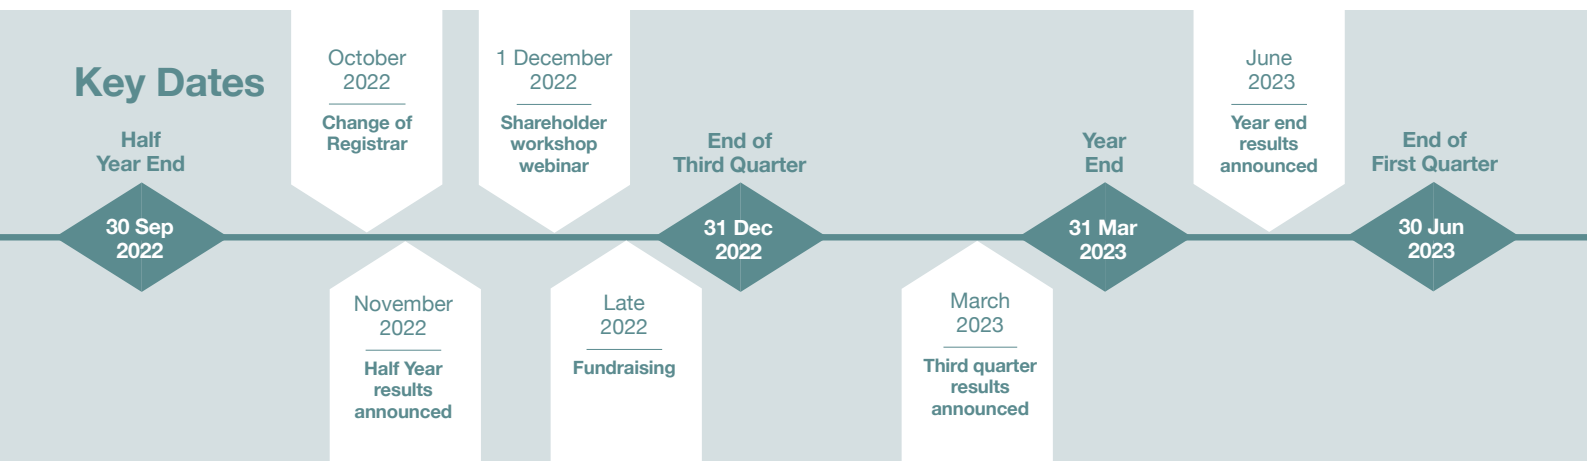 Key Dates
Half
Year End
30 Sep
2022
October
2022
Change of
Registrar
November
2022
Half Year
results
announced
1 December
2022
Shareholder
workshop
webinar
Late
2022
Fundraising
End of
Third Quarter
31 Dec
2022
March
2023
Third quarter
results
announced
Year
End
31 Mar
2023
June
2023
Year end
results
announced
End of
First Quarter
30 Jun
2023